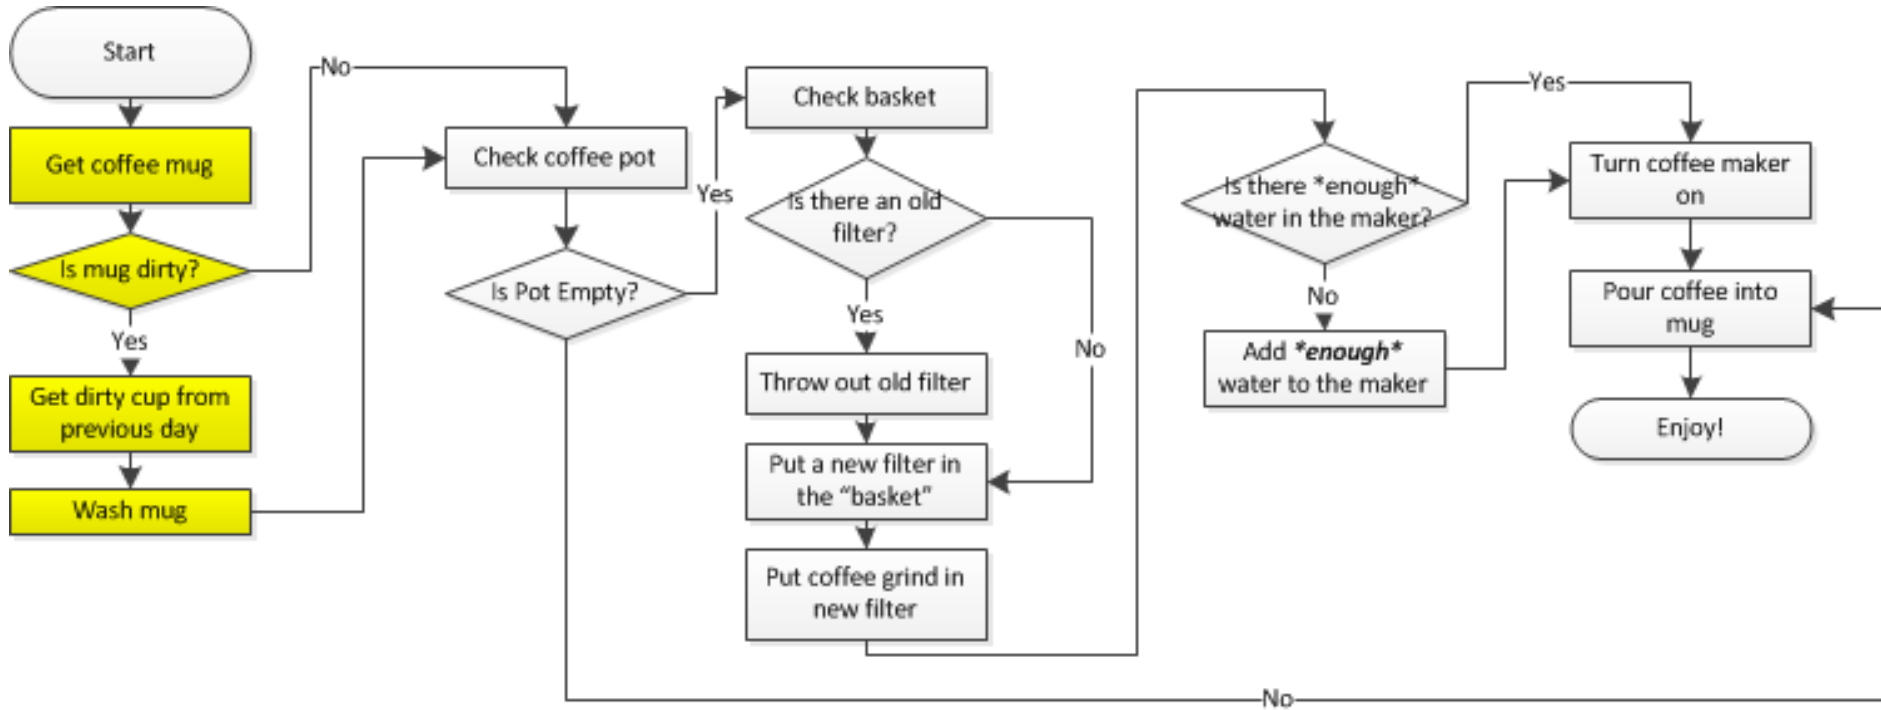 Start
Get coffee mug
Is mug dirty?
Yes
Get dirty cup from
previous day
Wash mug
No
Check coffee pot
Is Pot Empty?
Yes
Check basket
Is there an old
filter?
Yes
Throw out old filter
Put a new filter in
the “basket”
Put coffee grind in
new filter
No
Is there *enough*
water in the maker?
No
Add *enough*
water to the maker
Yes
Turn coffee maker
on
Pour coffee into
mug
Enjoy!
No